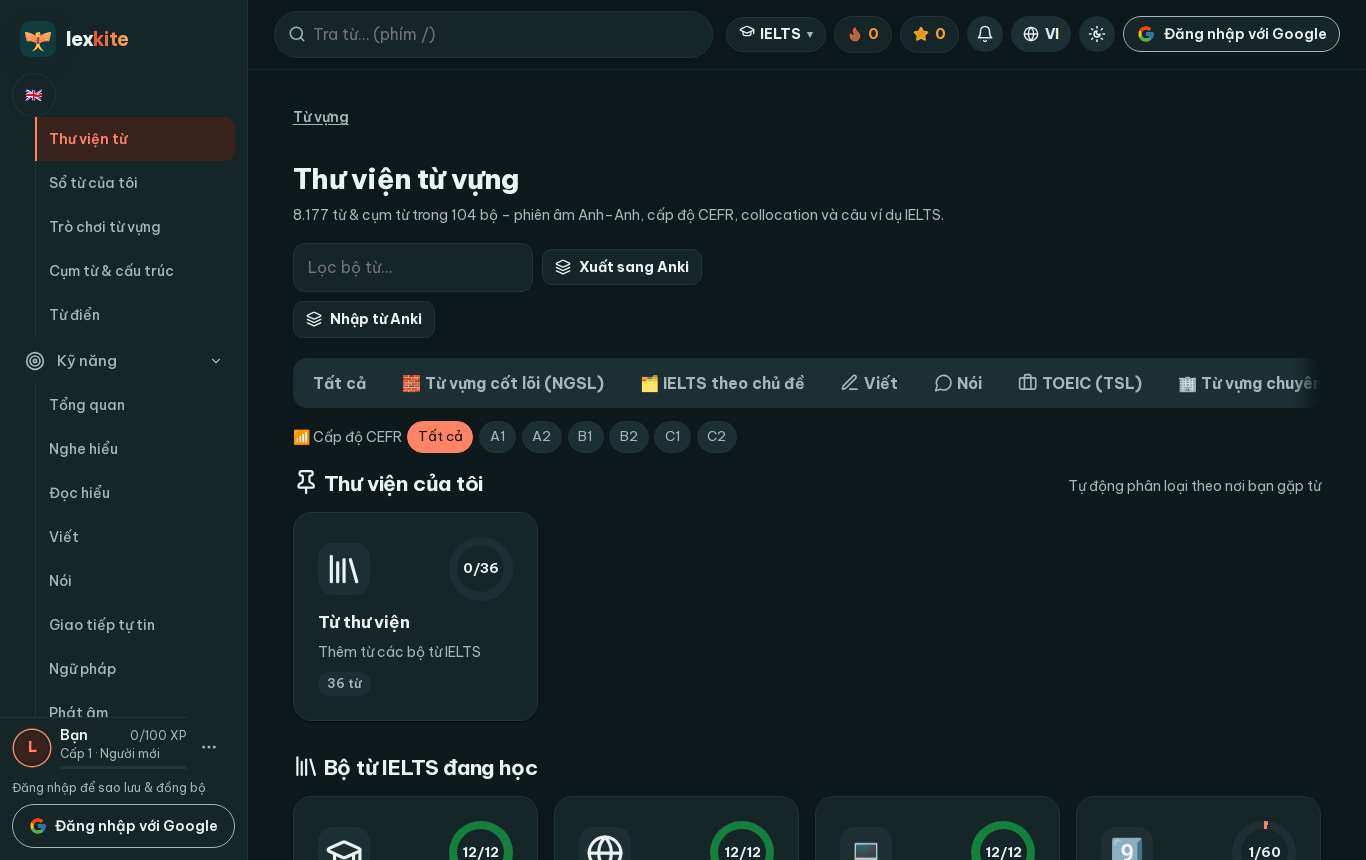 lexkite
Tra từ... (phím /)
IELTS ▾
0
0
VI
Đăng nhập với Google
Thư viện từ
Sổ từ của tôi
Trò chơi từ vựng
Cụm từ & cấu trúc
Từ điển
Kỹ năng
Tổng quan
Nghe hiểu
Đọc hiểu
Viết
Nói
Giao tiếp tự tin
Ngữ pháp
Phát âm
L
Bạn
0/100 XP
Cấp 1 · Người mới
Đăng nhập để sao lưu & đồng bộ
Đăng nhập với Google
Từ vựng
Thư viện từ vựng
8.177 từ & cụm từ trong 104 bộ – phiên âm Anh–Anh, cấp độ CEFR, collocation và câu ví dụ IELTS.
Lọc bộ từ...
Xuất sang Anki
Nhập từ Anki
Tất cả
Từ vựng cốt lõi (NGSL)
IELTS theo chủ đề
Viết
Nói
TOEIC (TSL)
Từ vựng chuyên
Cấp độ CEFR
Tất cả
A1
A2
B1
B2
C1
C2
Thư viện của tôi
Tự động phân loại theo nơi bạn gặp từ
0/36
Từ thư viện
Thêm từ các bộ từ IELTS
36 từ
Bộ từ IELTS đang học
12/12
12/12
12/12
9
1/60